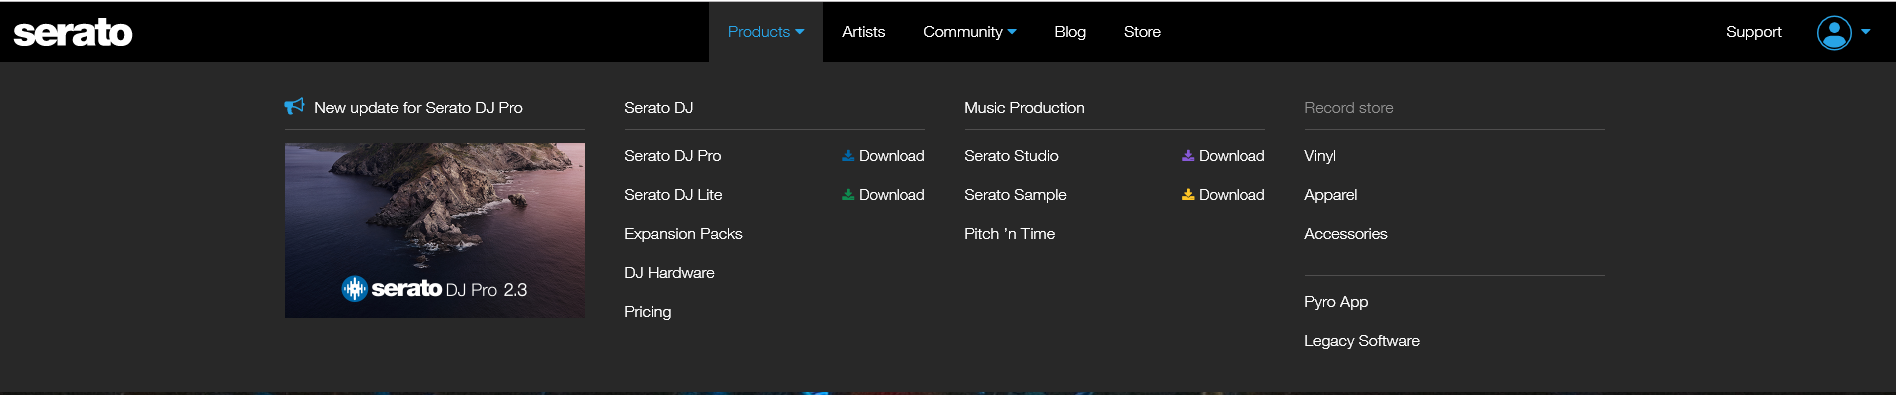 serato
Products
Artists
Community
Blog
Store
Support
New update for Serato DJ Pro
serato DJ Pro 2.3
Serato DJ
Serato DJ Pro Download
Serato DJ Lite Download
Expansion Packs
DJ Hardware
Pricing
Music Production
Serato Studio Download
Serato Sample Download
Pitch ’n Time
Record store
Vinyl
Apparel
Accessories
Pyro App
Legacy Software